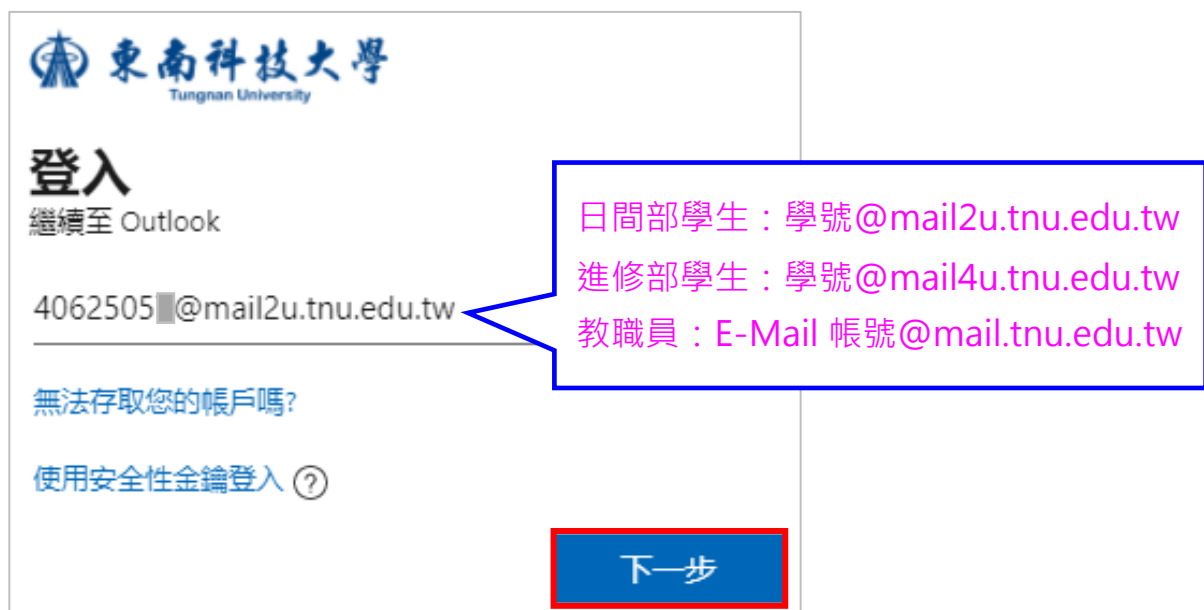 東南科技大學
Tungnan University
登入
繼續至 Outlook
4062505 @mail2u.tnu.edu.tw
日間部學生：學號@mail2u.tnu.edu.tw
進修部學生：學號@mail4u.tnu.edu.tw
教職員：E-Mail 帳號@mail.tnu.edu.tw
無法存取您的帳戶嗎?
使用安全性金鑰登入 ?
下一步